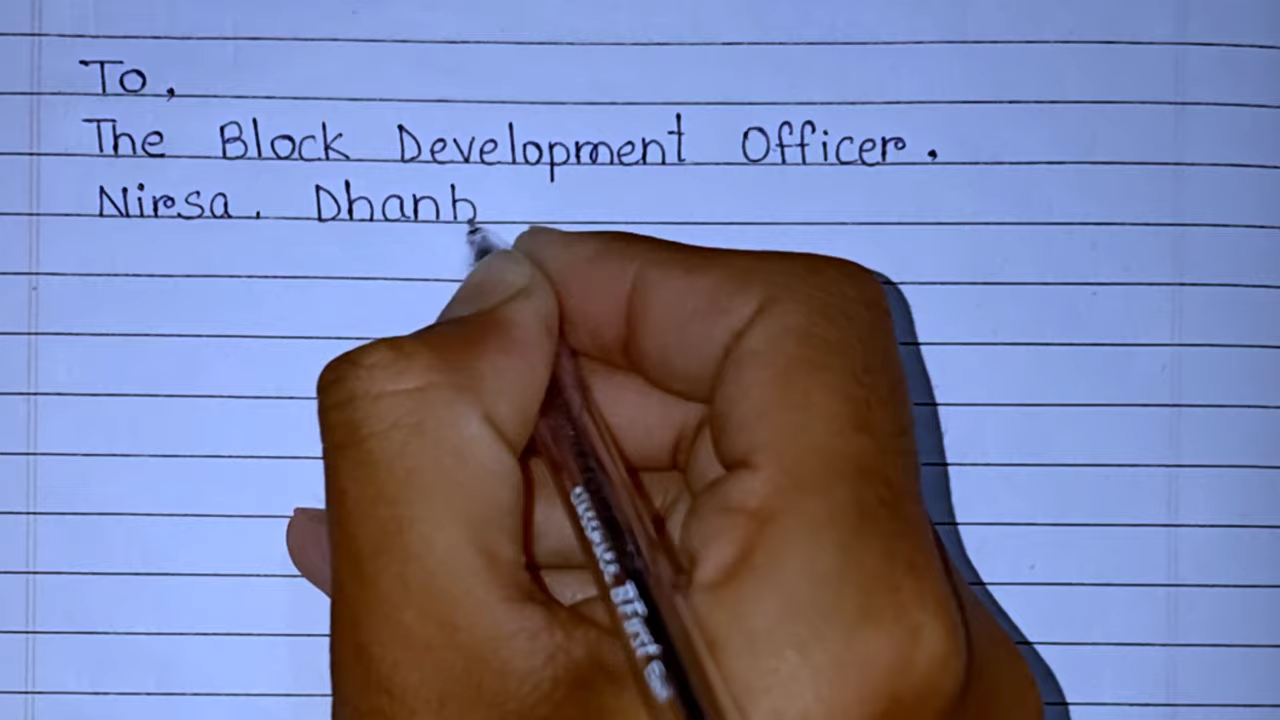 To,
The Block Development Officer.
Nirsa. Dhanb